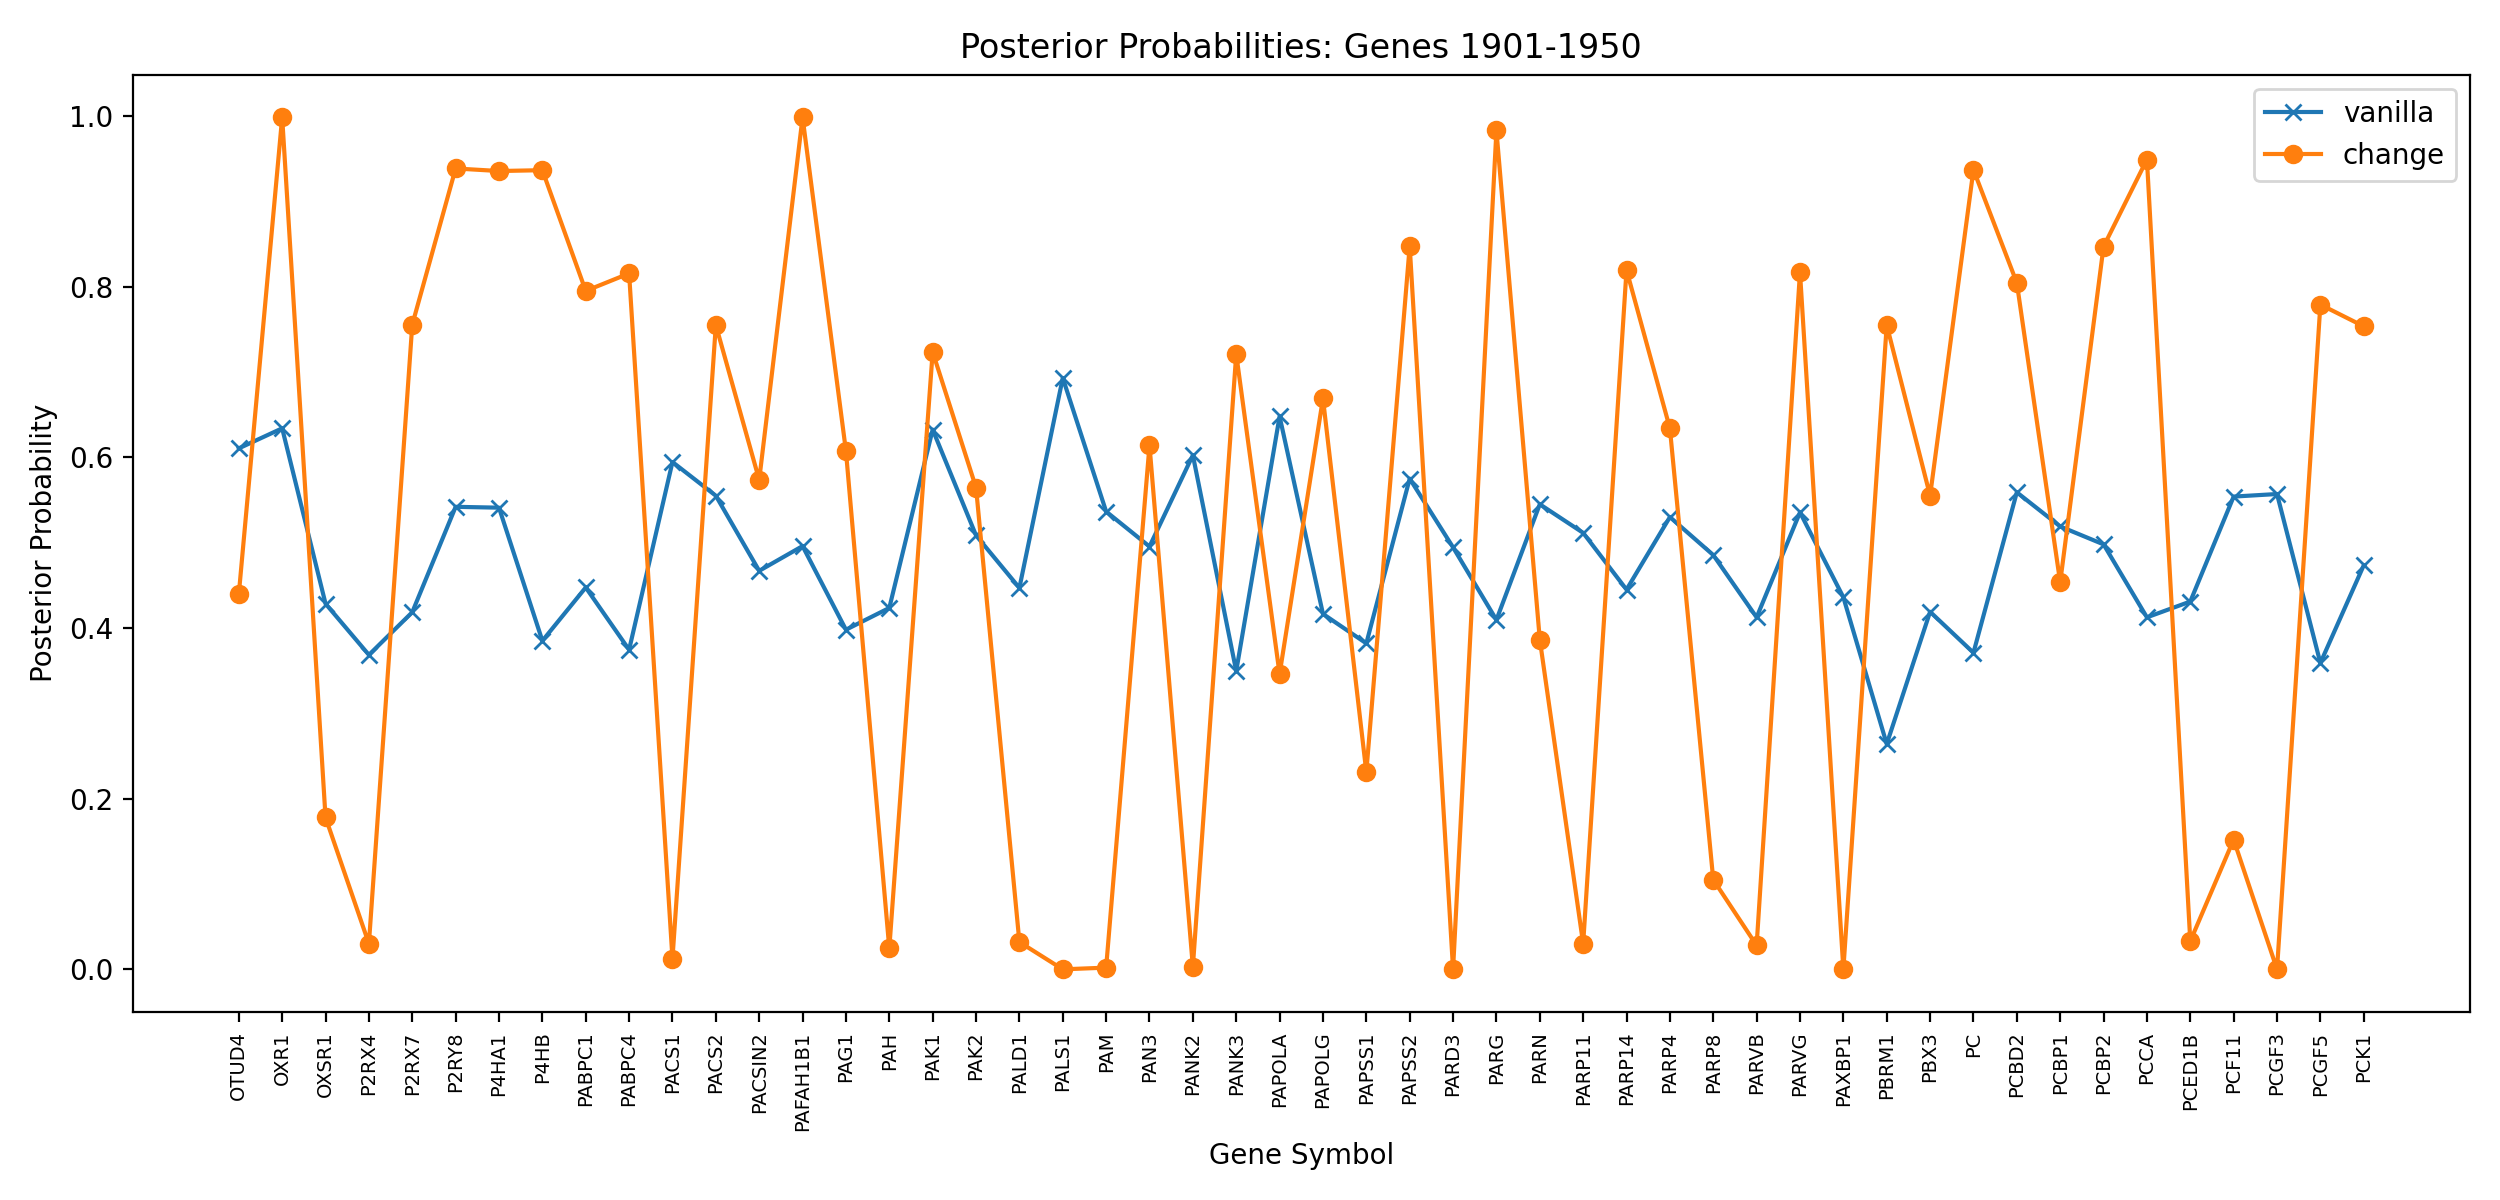 Posterior Probabilities: Genes 1901-1950
vanilla
change
Posterior Probability
1.0
0.8
0.6
0.4
0.2
0.0
OTUD4
OXR1
OXSR1
P2RX4
P2RX7
P2RY8
P4HA1
P4HB
PABPC1
PABPC4
PACS1
PACS2
PACSIN2
PAFAH1B1
PAG1
PAH
PAK1
PAK2
PALD1
PALS1
PAM
PAN3
PANK2
PANK3
PAPOLA
PAPOLG
PAPSS1
PAPSS2
PARD3
PARG
PARN
PARP11
PARP14
PARP4
PARP8
PARVB
PARVG
PAXBP1
PBRM1
PBX3
PC
PCBD2
PCBP1
PCBP2
PCCA
PCED1B
PCF11
PCGF3
PCGF5
PCK1
Gene Symbol